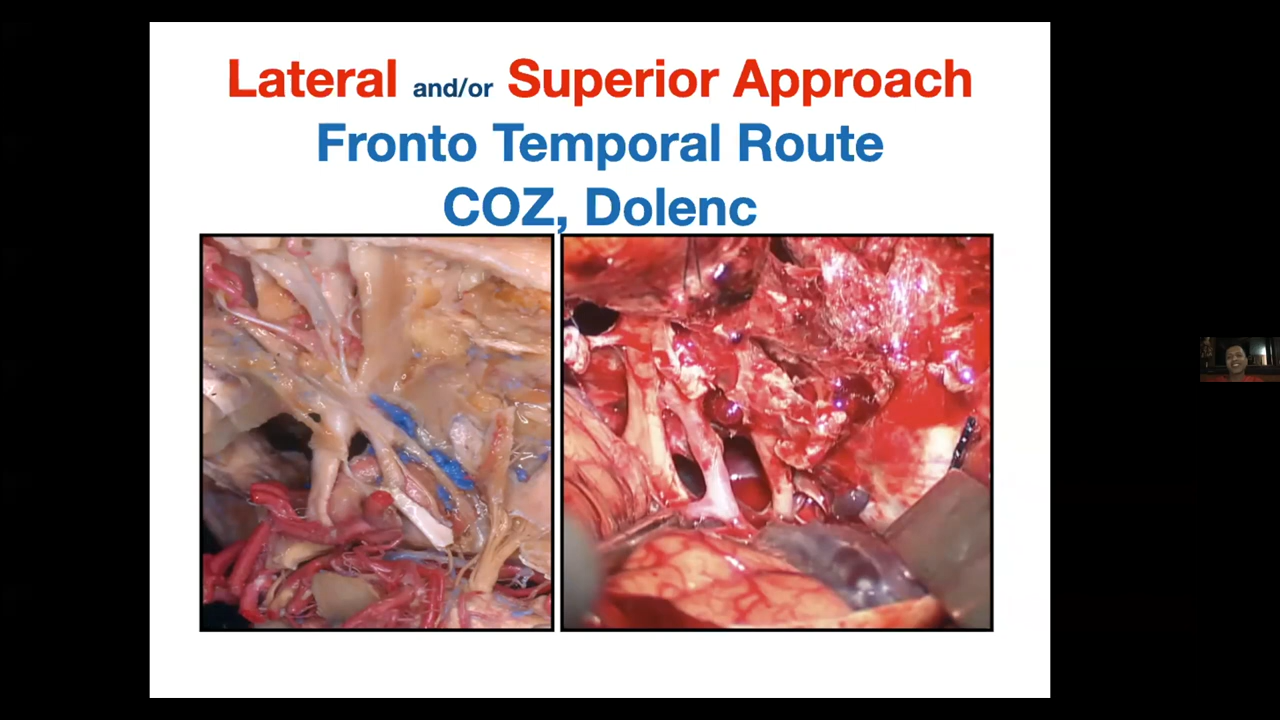 Lateral and/or Superior Approach
Fronto Temporal Route
COZ, Dolenc